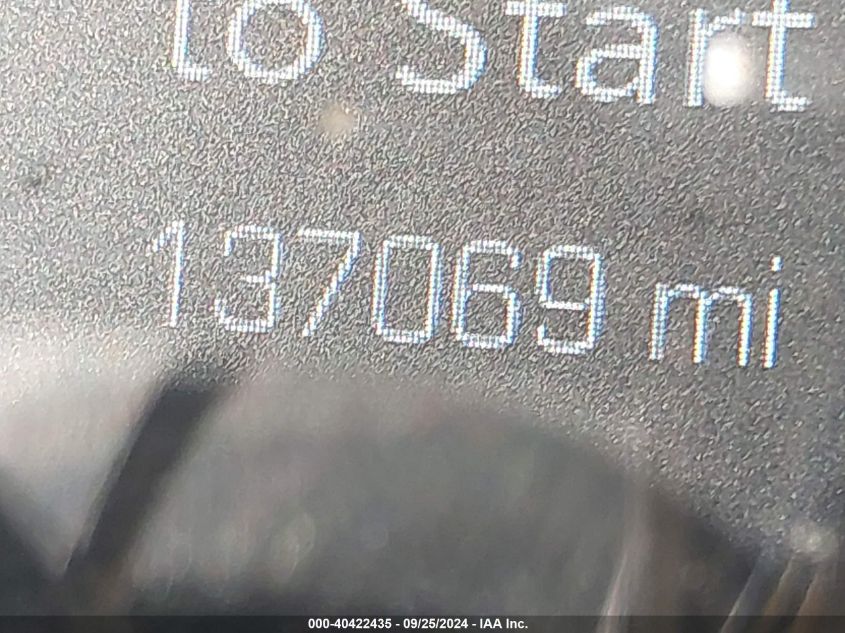 to Start
137069 mi
000-40422435 - 09/25/2024 - IAA Inc.